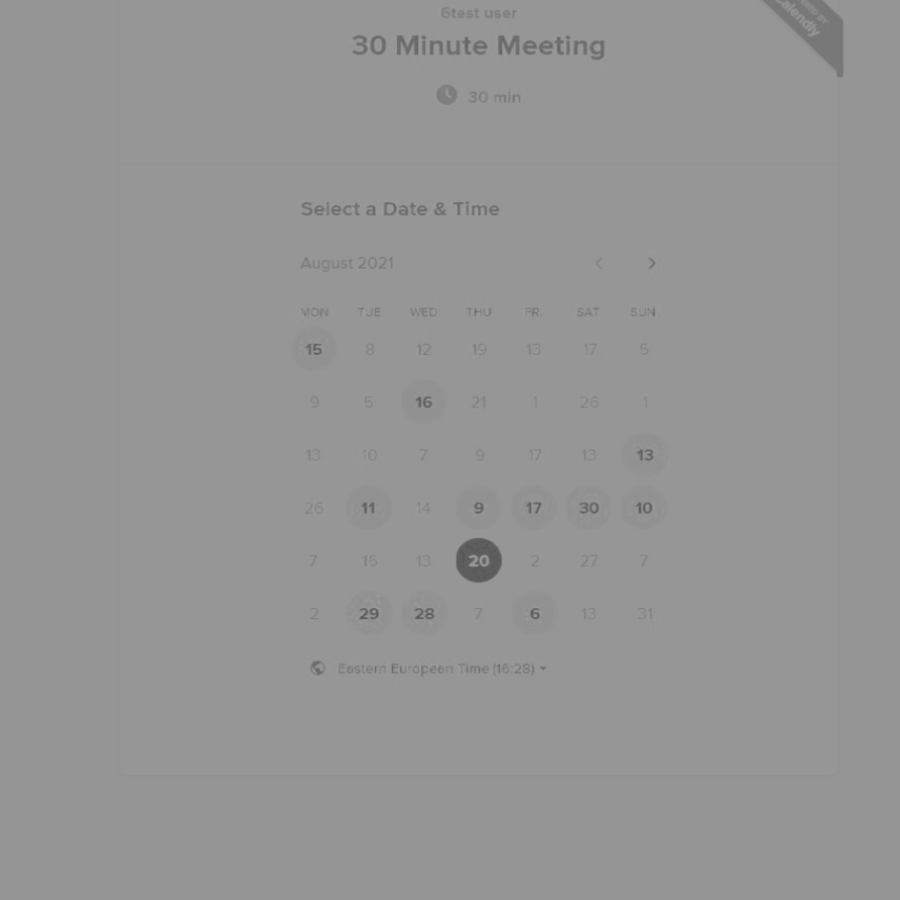 6test user
30 Minute Meeting
30 min
Calendly
Select a Date & Time
August 2021
MON TUE WED THU FRI SAT SUN
15 8 12 19 13 17 5
9 5 16 21 1 26 1
13 10 7 9 17 13 13
26 11 14 9 17 30 10
7 15 13 20 2 27 7
2 29 28 7 6 13 31
Eastern European Time (16:28)